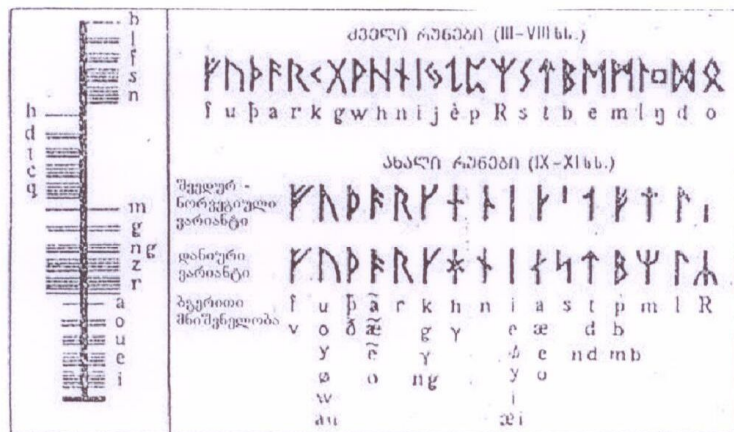 b
l
f
s
n
h
d
t
c
q
m
g
ng
z
r
a
o
u
e
i
ძველი რუნები (III-VIII სს.)
ᚠᚢᚦᚨᚱᚲᚷᚹᚺᚾᛁᛃᛇᛈᛉᛊᛏᛒᛖᛗᛚᛜᛞᛟ
f u þ a r k g w h n i j ė p R s t b e m l ŋ d o
ახალი რუნები (IX-XI სს.)
შვედურ-
ნორვეგიული
ვარიანტი
დანიური
ვარიანტი
ბგერითი
მნიშვნელობა
f u þ ã r k h n i a s t p m l R
v o ð æ̃ g γ e æ d b
y ẽ γ e nd mb
ø o ng y o
w i
au æi